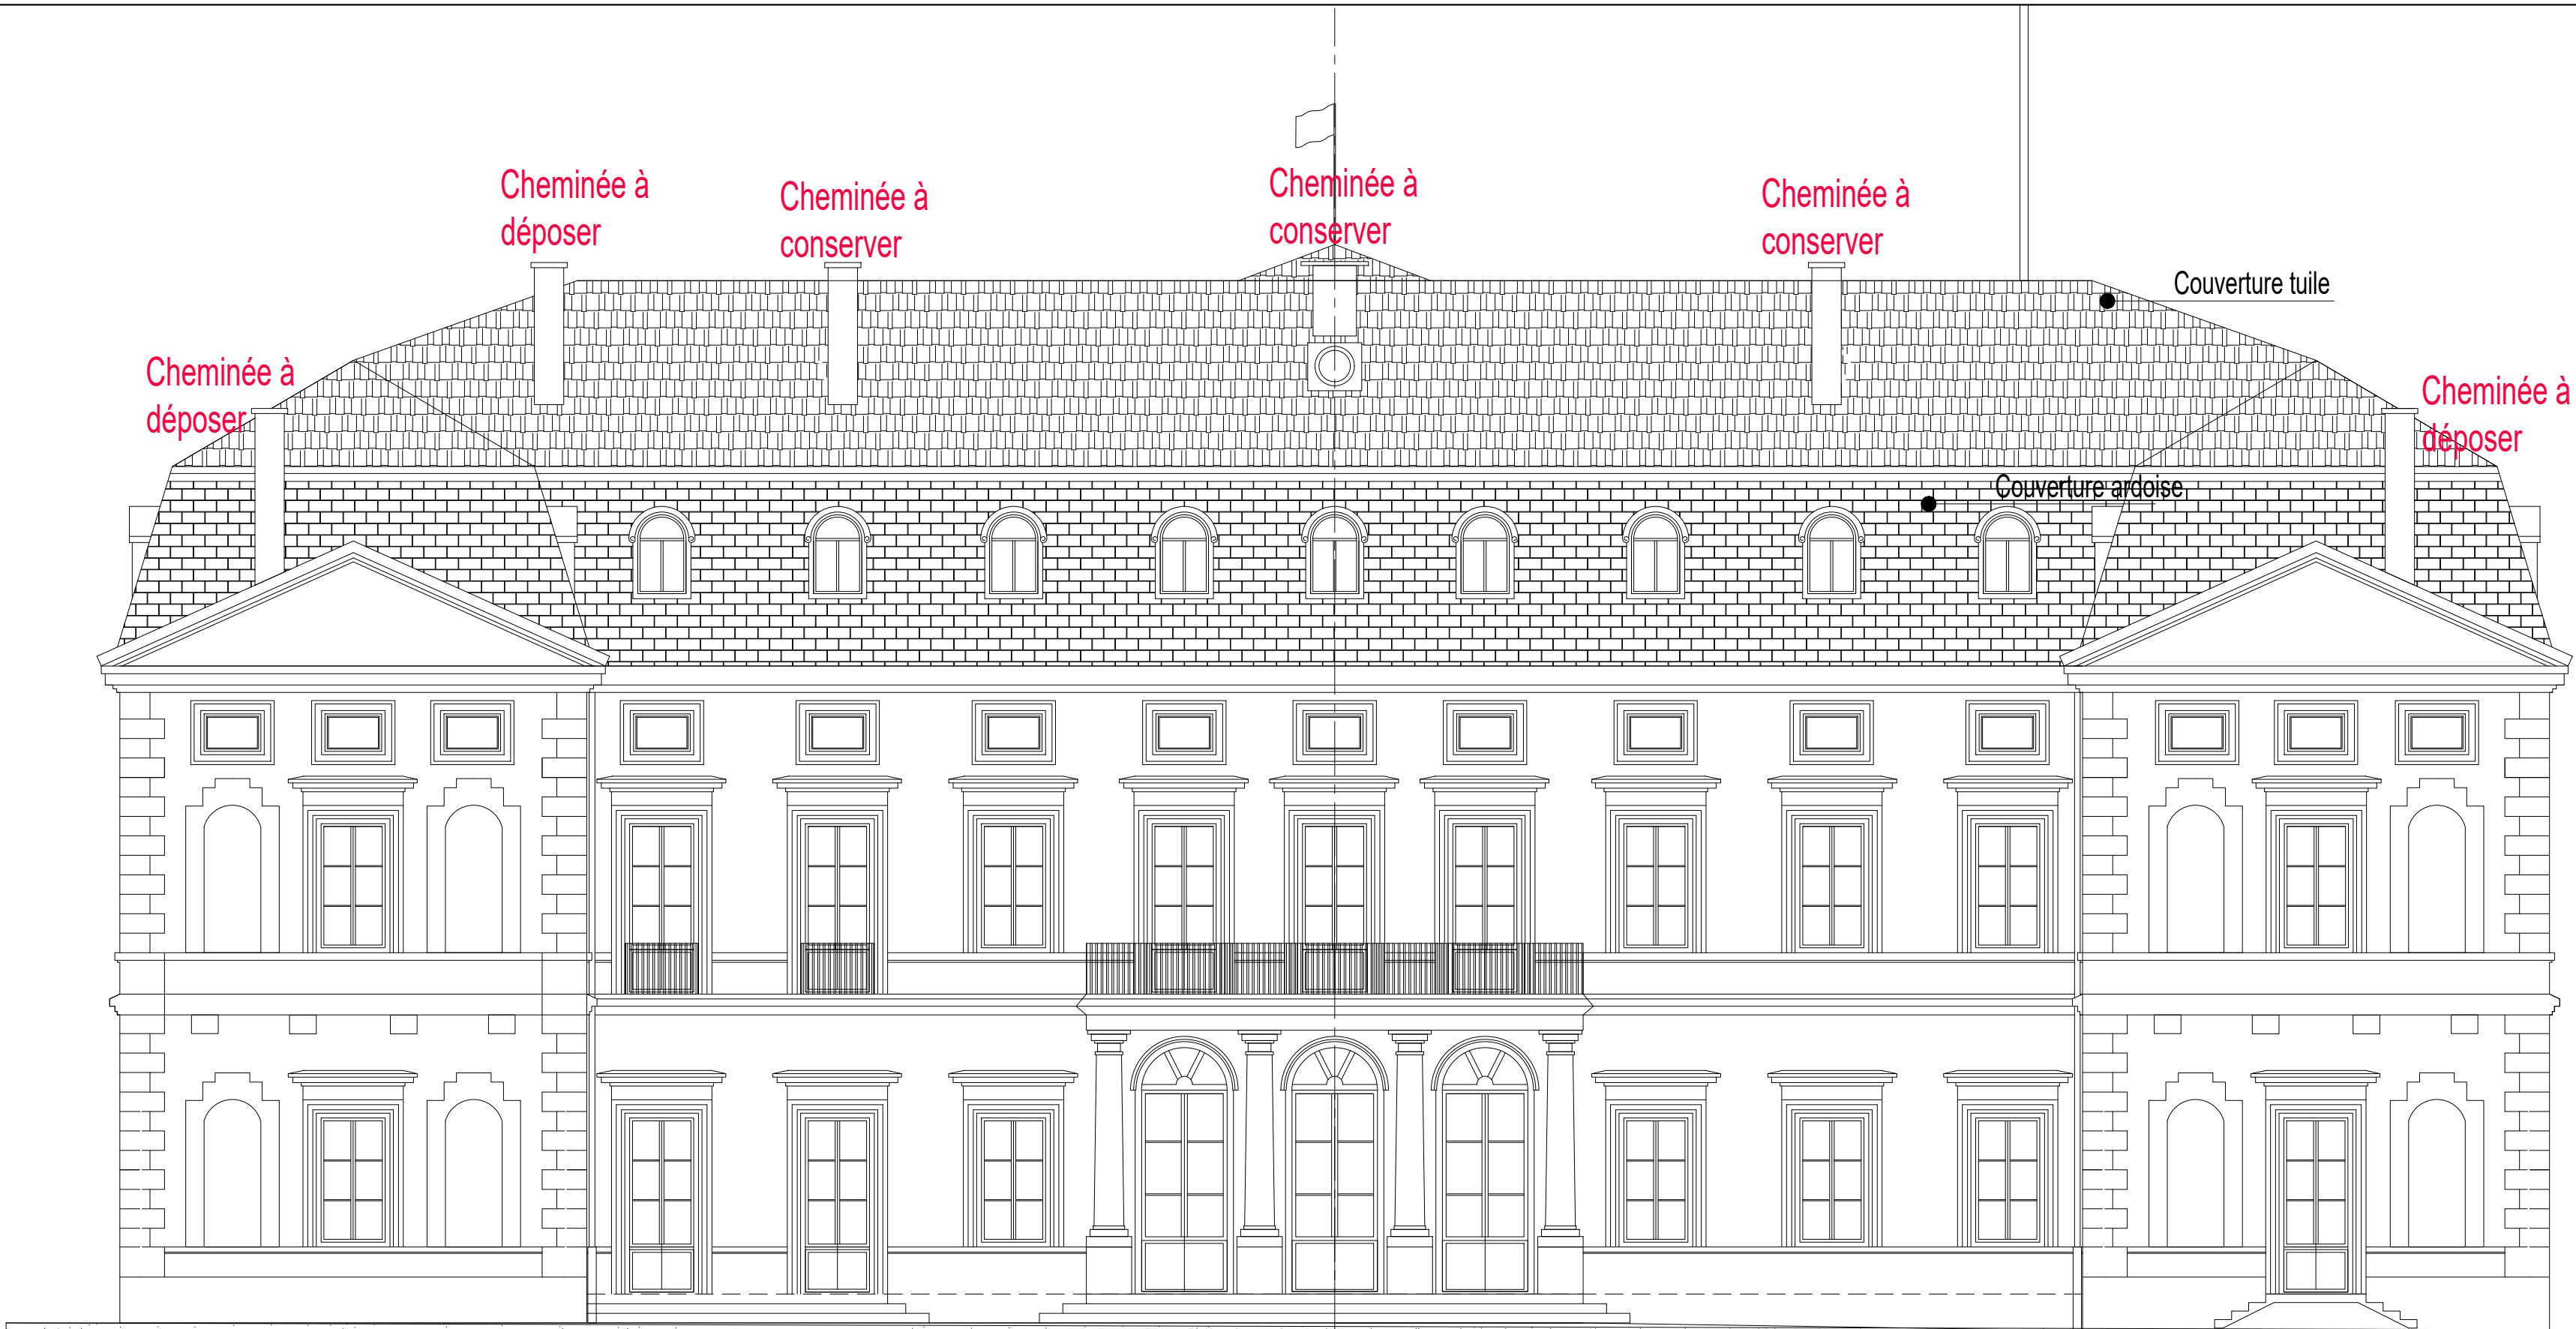 Cheminée à
déposer
Cheminée à
conserver
Cheminée à
conserver
Cheminée à
conserver
Couverture tuile
Cheminée à
déposer
Cheminée à
déposer
Couverture ardoise